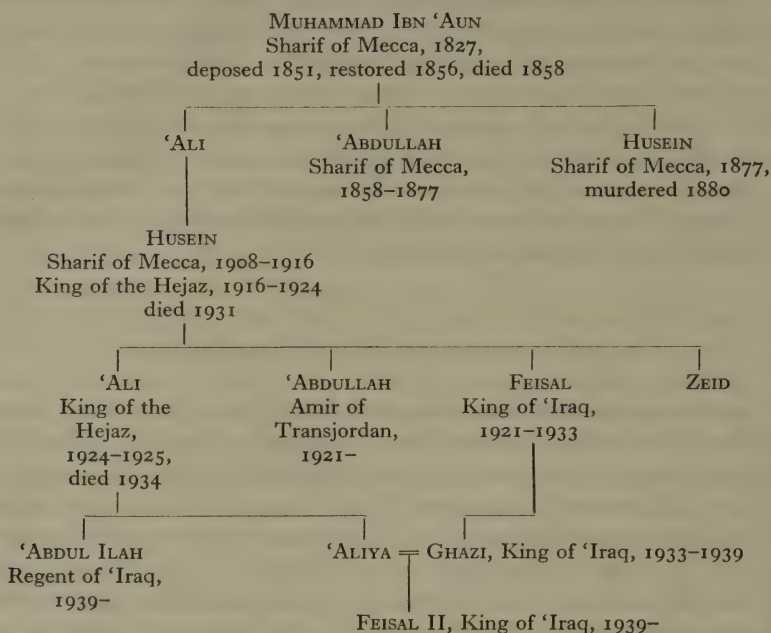 MUHAMMAD IBN ‘AUN
Sharif of Mecca, 1827,
deposed 1851, restored 1856, died 1858
‘ALI
‘ABDULLAH
Sharif of Mecca,
1858–1877
HUSEIN
Sharif of Mecca, 1877,
murdered 1880
HUSEIN
Sharif of Mecca, 1908–1916
King of the Hejaz, 1916–1924
died 1931
‘ALI
King of the
Hejaz,
1924–1925,
died 1934
‘ABDULLAH
Amir of
Transjordan,
1921–
FEISAL
King of ‘Iraq,
1921–1933
ZEID
‘ABDUL ILAH
Regent of ‘Iraq,
1939–
‘ALIYA = GHAZI, King of ‘Iraq, 1933–1939
FEISAL II, King of ‘Iraq, 1939–